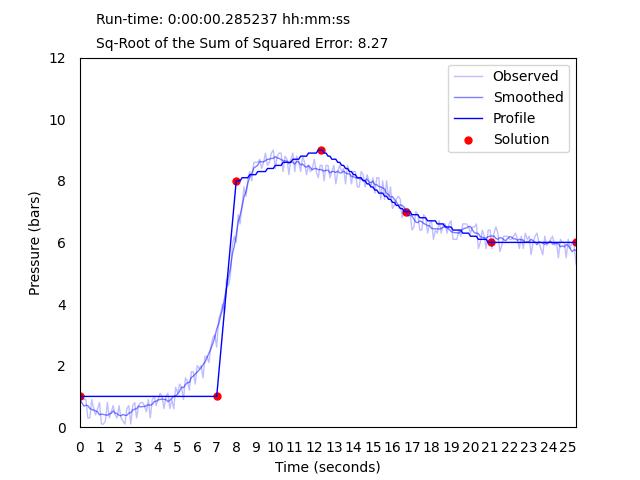 Run-time: 0:00:00.285237 hh:mm:ss
Sq-Root of the Sum of Squared Error: 8.27
Observed
Smoothed
Profile
Solution
Pressure (bars)
12
10
8
6
4
2
0
0 1 2 3 4 5 6 7 8 9 10 11 12 13 14 15 16 17 18 19 20 21 22 23 24 25
Time (seconds)